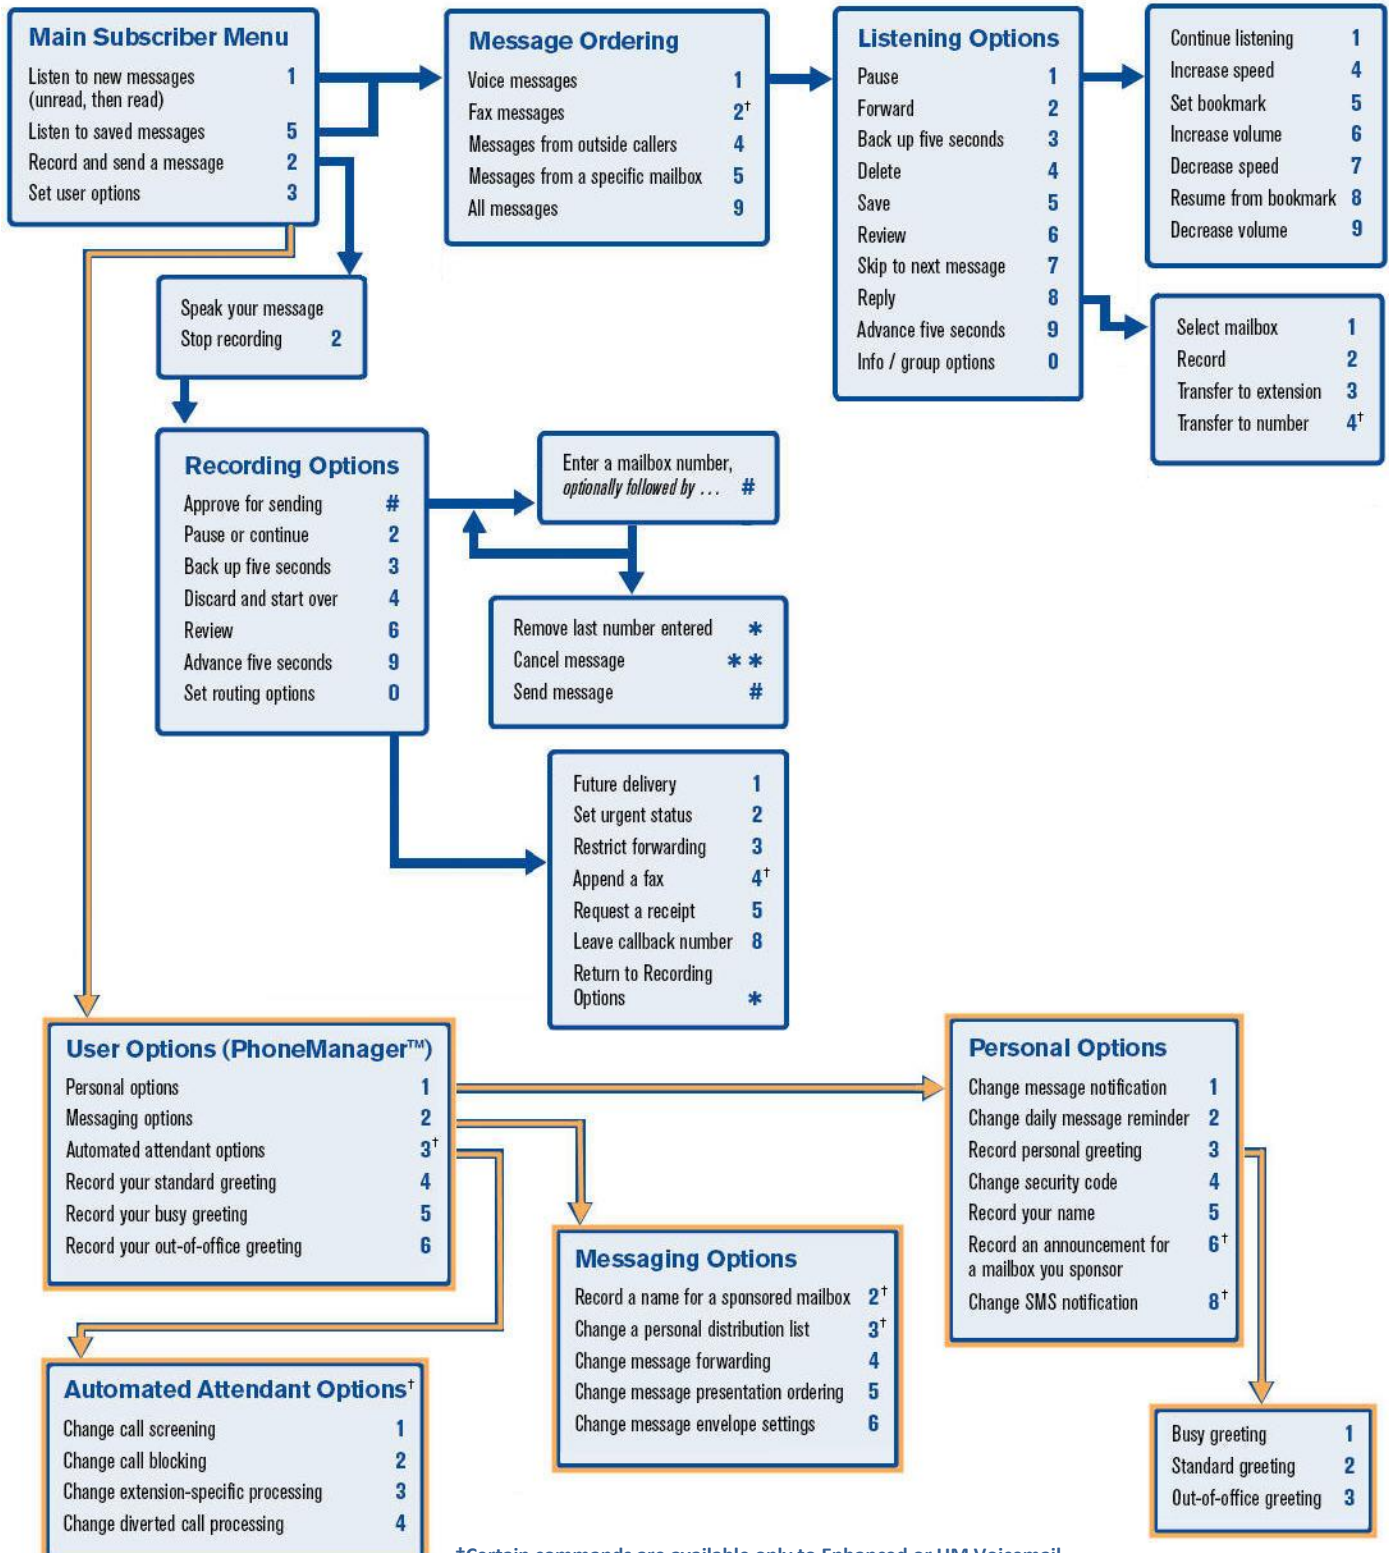 Main Subscriber Menu
Listen to new messages 1
(unread, then read)
Listen to saved messages 5
Record and send a message 2
Set user options 3
Message Ordering
Voice messages 1
Fax messages 2†
Messages from outside callers 4
Messages from a specific mailbox 5
All messages 9
Listening Options
Pause 1
Forward 2
Back up five seconds 3
Delete 4
Save 5
Review 6
Skip to next message 7
Reply 8
Advance five seconds 9
Info / group options 0
Continue listening 1
Increase speed 4
Set bookmark 5
Increase volume 6
Decrease speed 7
Resume from bookmark 8
Decrease volume 9
Select mailbox 1
Record 2
Transfer to extension 3
Transfer to number 4†
Speak your message
Stop recording 2
Recording Options
Approve for sending #
Pause or continue 2
Back up five seconds 3
Discard and start over 4
Review 6
Advance five seconds 9
Set routing options 0
Enter a mailbox number,
optionally followed by ... #
Remove last number entered *
Cancel message * *
Send message #
Future delivery 1
Set urgent status 2
Restrict forwarding 3
Append a fax 4†
Request a receipt 5
Leave callback number 8
Return to Recording
Options *
User Options (PhoneManager™)
Personal options 1
Messaging options 2
Automated attendant options 3†
Record your standard greeting 4
Record your busy greeting 5
Record your out-of-office greeting 6
Personal Options
Change message notification 1
Change daily message reminder 2
Record personal greeting 3
Change security code 4
Record your name 5
Record an announcement for 6†
a mailbox you sponsor
Change SMS notification 8†
Messaging Options
Record a name for a sponsored mailbox 2†
Change a personal distribution list 3†
Change message forwarding 4
Change message presentation ordering 5
Change message envelope settings 6
Automated Attendant Options†
Change call screening 1
Change call blocking 2
Change extension-specific processing 3
Change diverted call processing 4
Busy greeting 1
Standard greeting 2
Out-of-office greeting 3
†Certain commands are available only to Enhanced or UM Voicemail